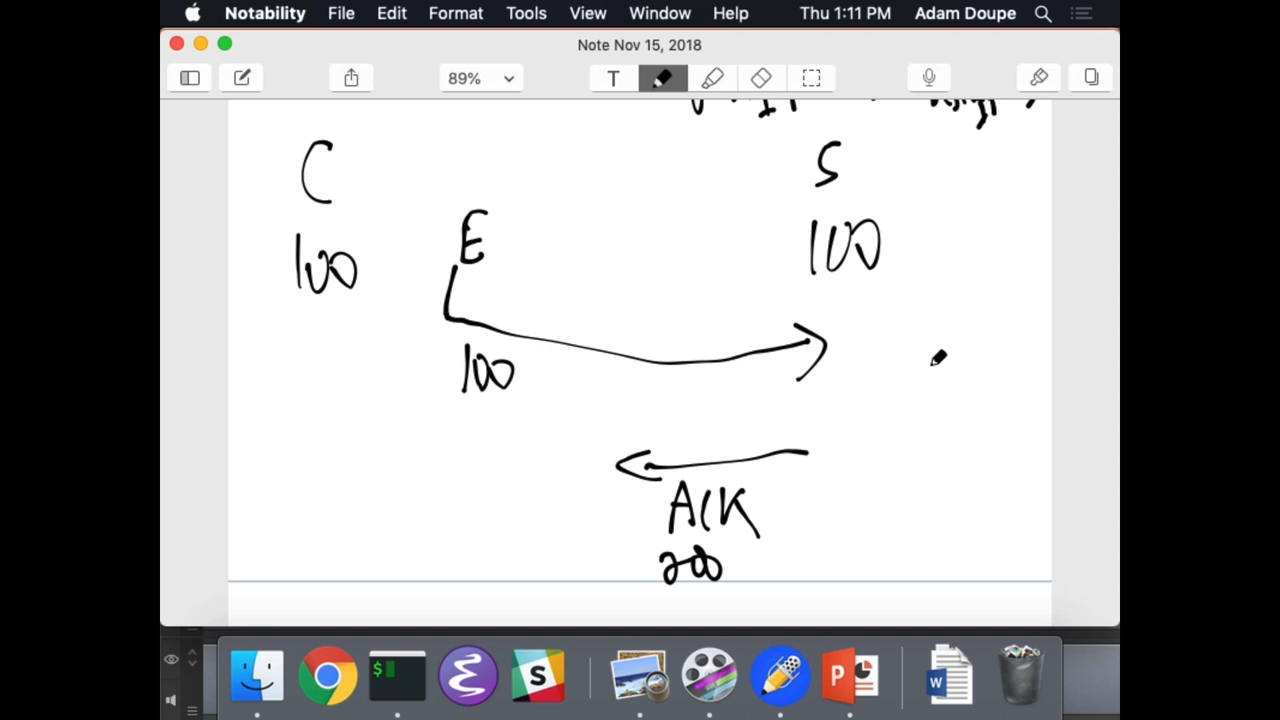 Notability File Edit Format Tools View Window Help Thu 1:11 PM Adam Doupe
Note Nov 15, 2018
89% T
C S
E
100 100
100
ACK
200
$
S P W